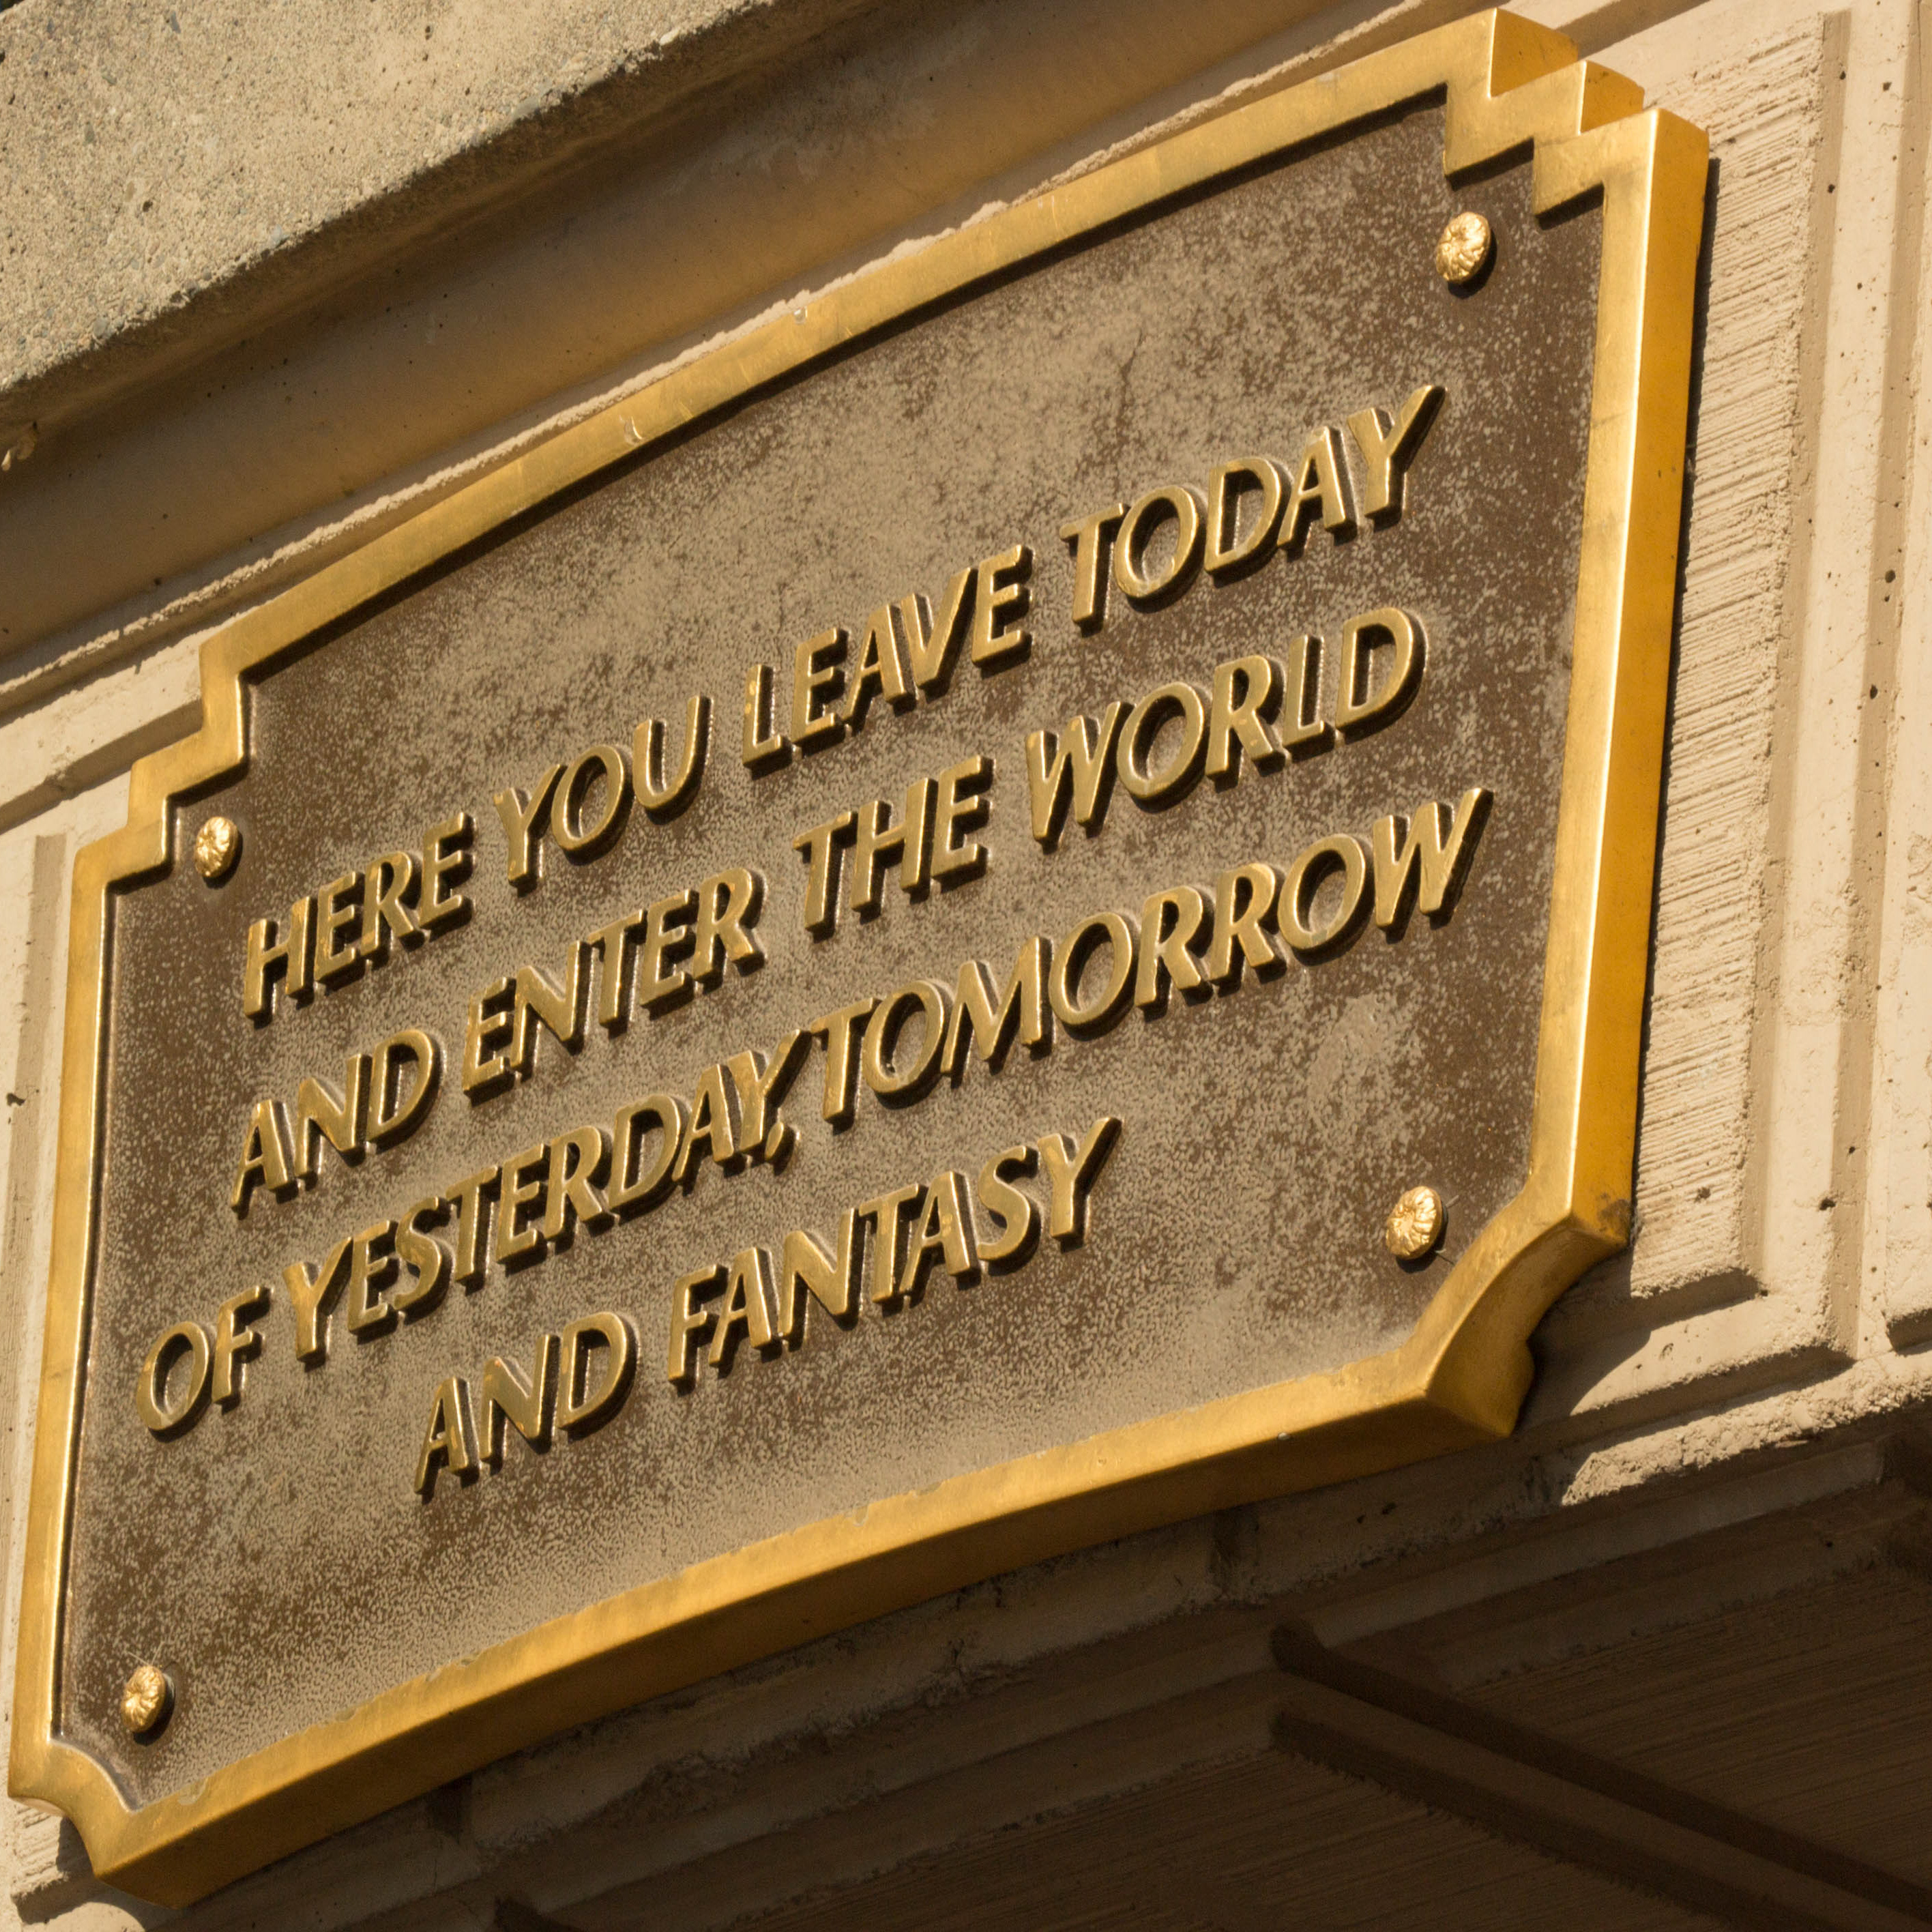 HERE YOU LEAVE TODAY
AND ENTER THE WORLD
OF YESTERDAY, TOMORROW
AND FANTASY